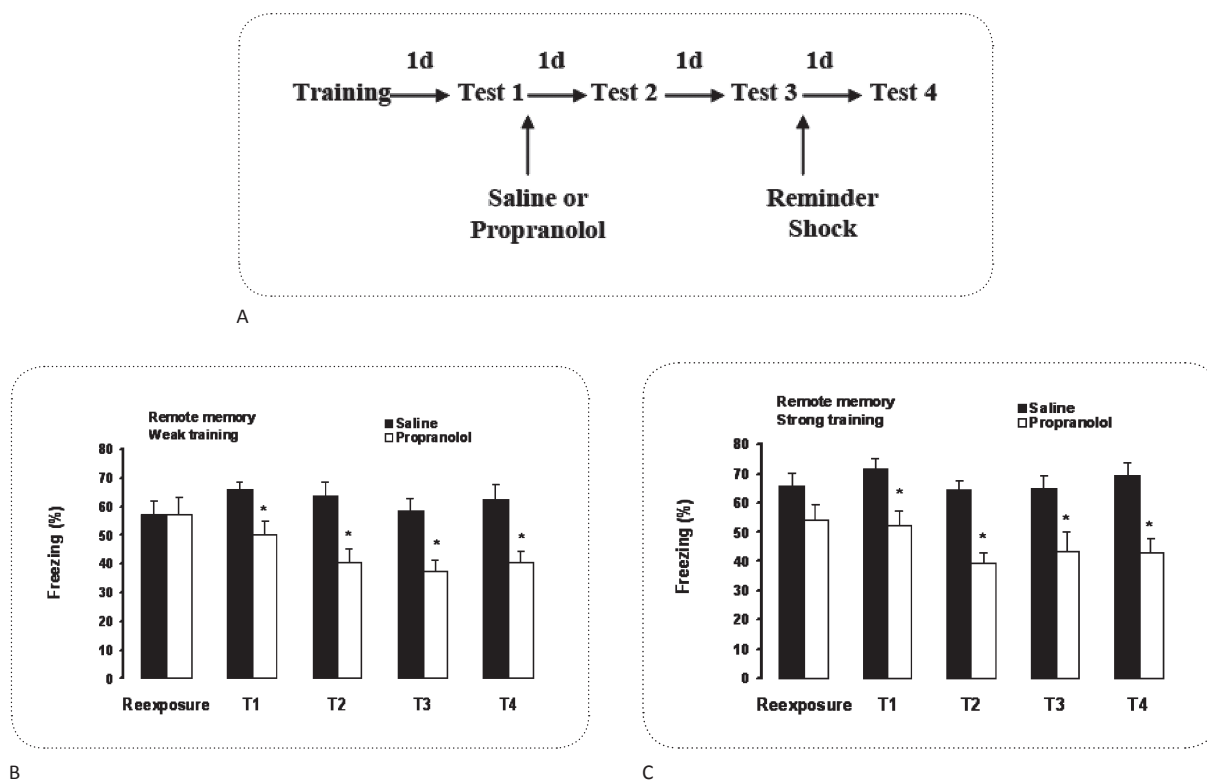 1d 1d 1d 1d
Training Test 1 Test 2 Test 3 Test 4
Saline or
Propranolol
Reminder
Shock
A
Remote memory
Weak training
Saline
Propranolol
Freezing (%)
80
70
60
50
40
30
20
10
0
*
*
*
*
Reexposure T1 T2 T3 T4
B
Remote memory
Strong training
Saline
Propranolol
Freezing (%)
80
70
60
50
40
30
20
10
0
*
*
*
*
Reexposure T1 T2 T3 T4
C